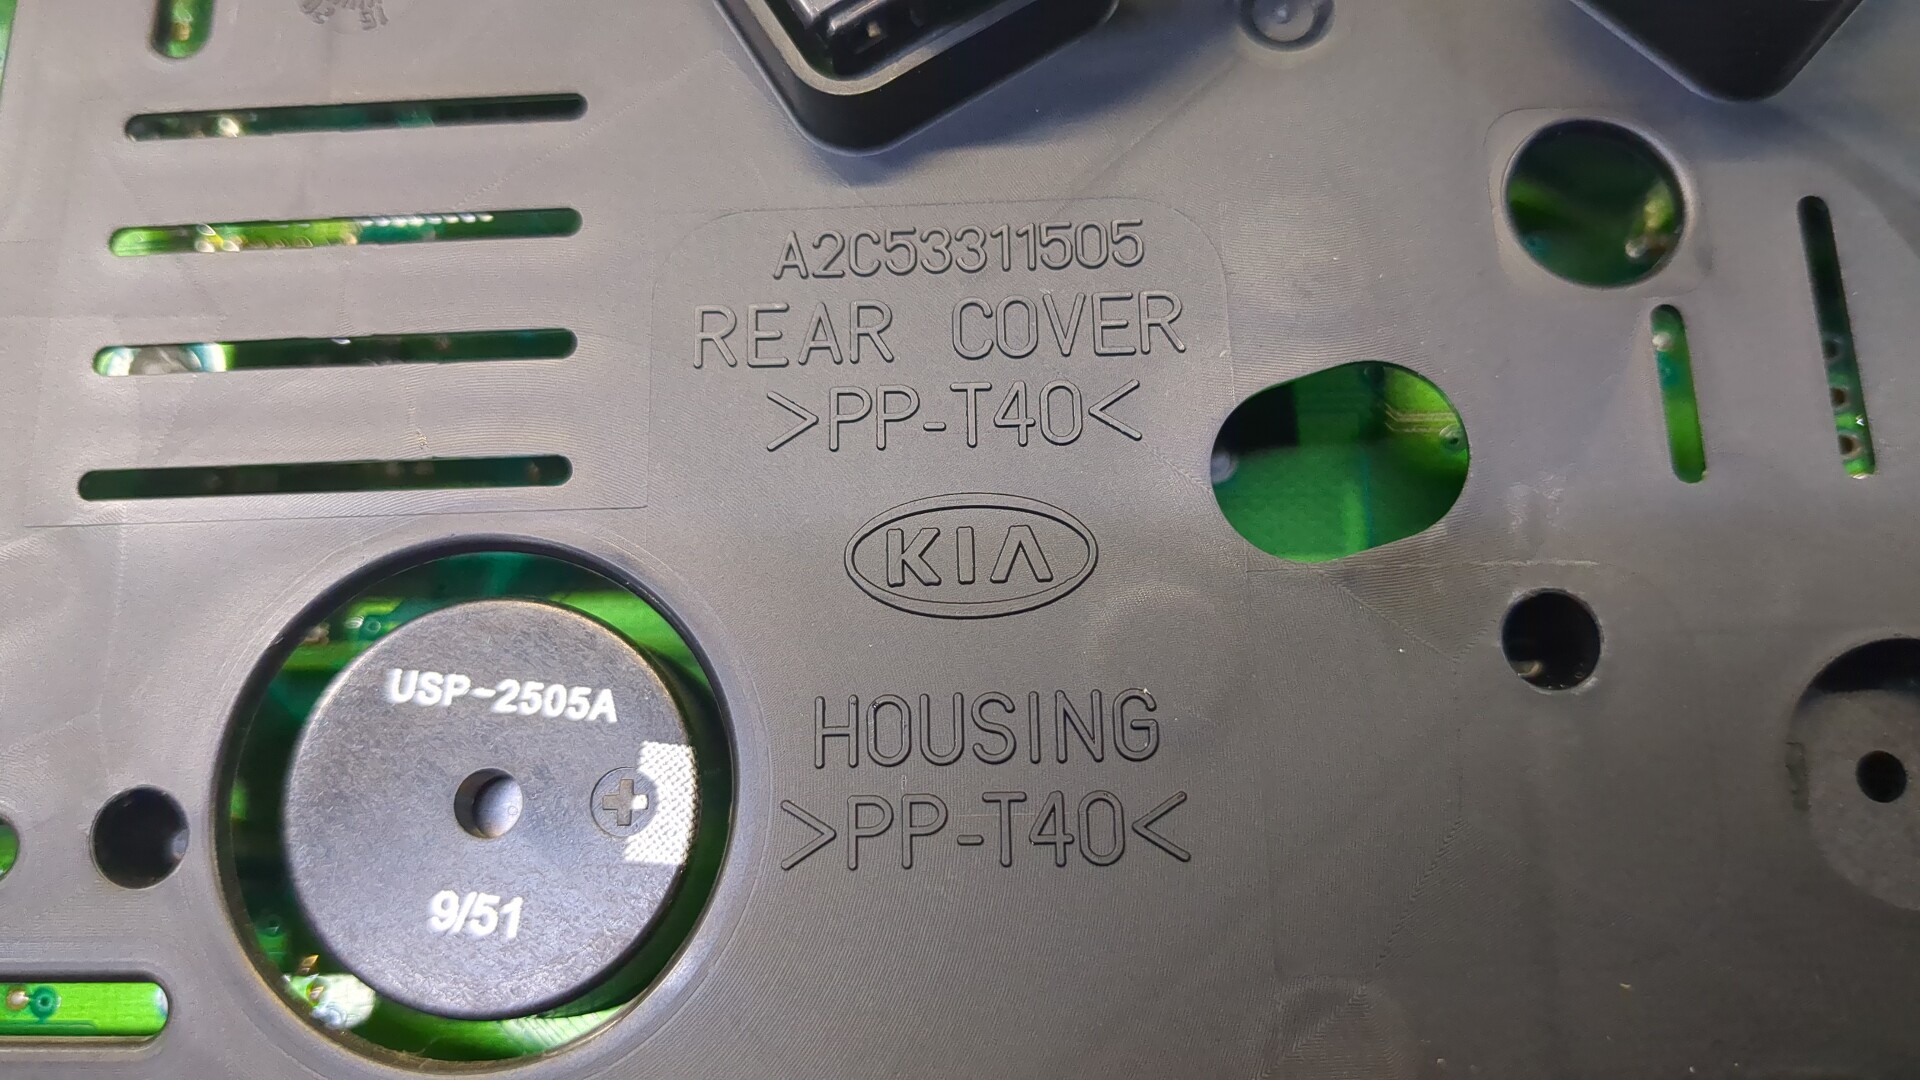 A2C53311505
REAR COVER
>PP-T40<
KIA
USP-2505A
9/51
HOUSING
>PP-T40<